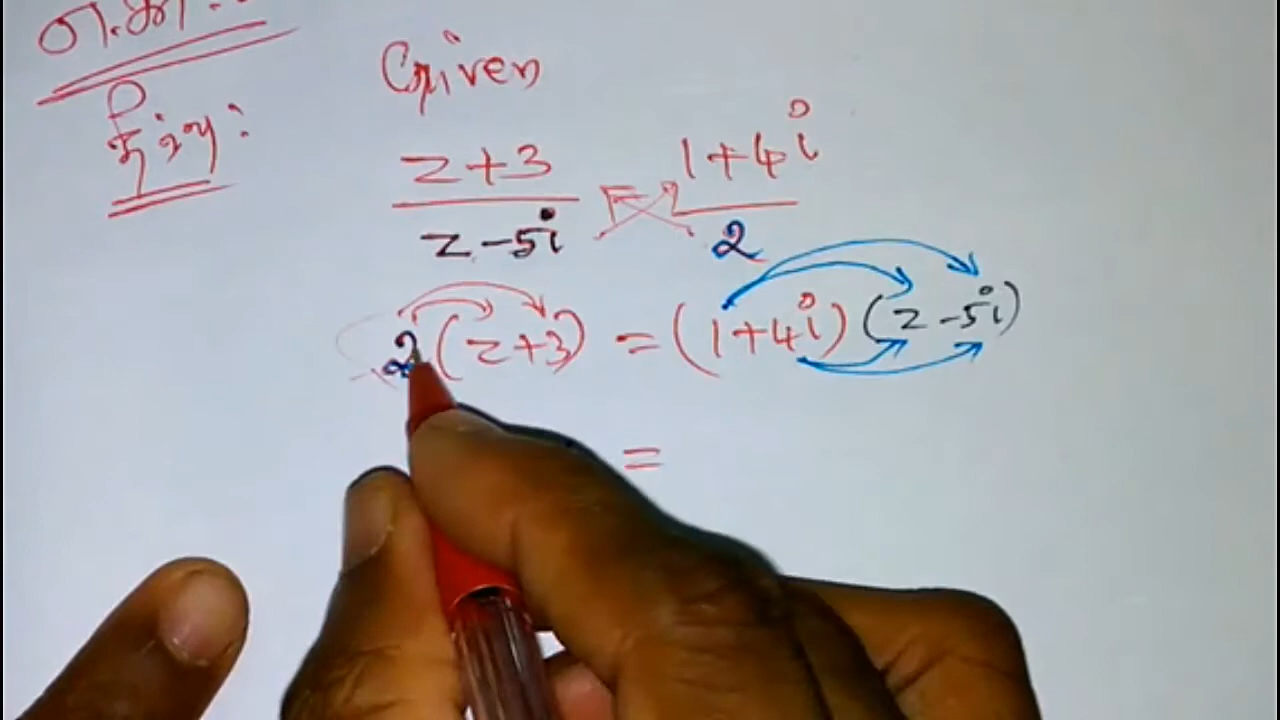 எ.கா:
தீர்வு:
Given
z+3 / z-5i = 1+4i / 2
2 (z+3) = (1+4i) (z-5i)
=